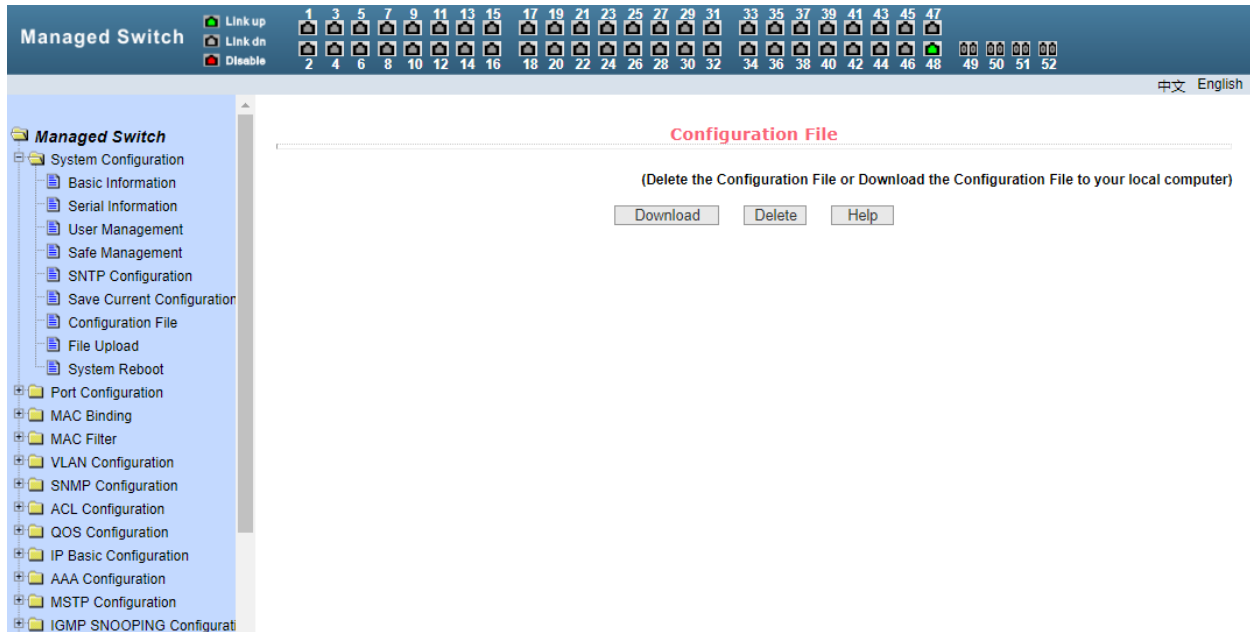 Managed Switch
Link up
Link dn
Disable
1 3 5 7 9 11 13 15 17 19 21 23 25 27 29 31 33 35 37 39 41 43 45 47
2 4 6 8 10 12 14 16 18 20 22 24 26 28 30 32 34 36 38 40 42 44 46 48 49 50 51 52
中文 English
Managed Switch
System Configuration
Basic Information
Serial Information
User Management
Safe Management
SNTP Configuration
Save Current Configuration
Configuration File
File Upload
System Reboot
Port Configuration
MAC Binding
MAC Filter
VLAN Configuration
SNMP Configuration
ACL Configuration
QOS Configuration
IP Basic Configuration
AAA Configuration
MSTP Configuration
IGMP SNOOPING Configurati
Configuration File
(Delete the Configuration File or Download the Configuration File to your local computer)
Download Delete Help